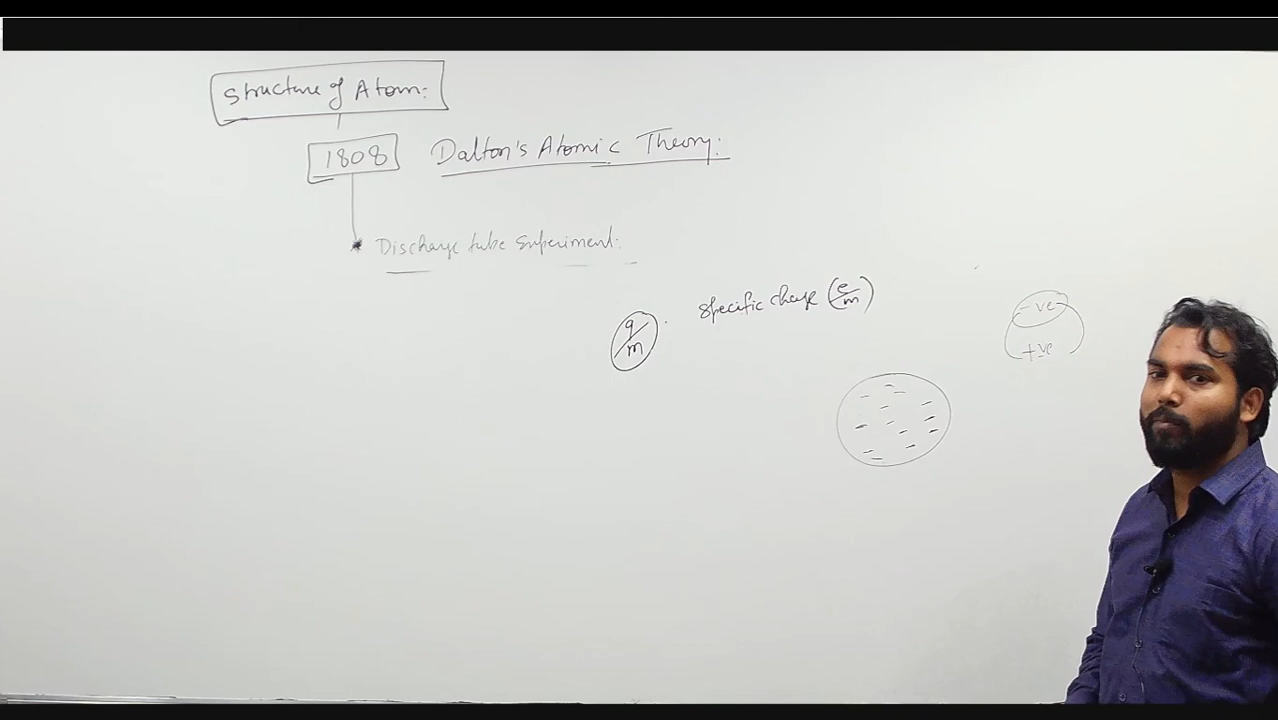 Structure of Atom:
1808 Dalton's Atomic Theory:
* Discharge tube Experiment:
q/m
specific charge (e/m)
-ve
+ve